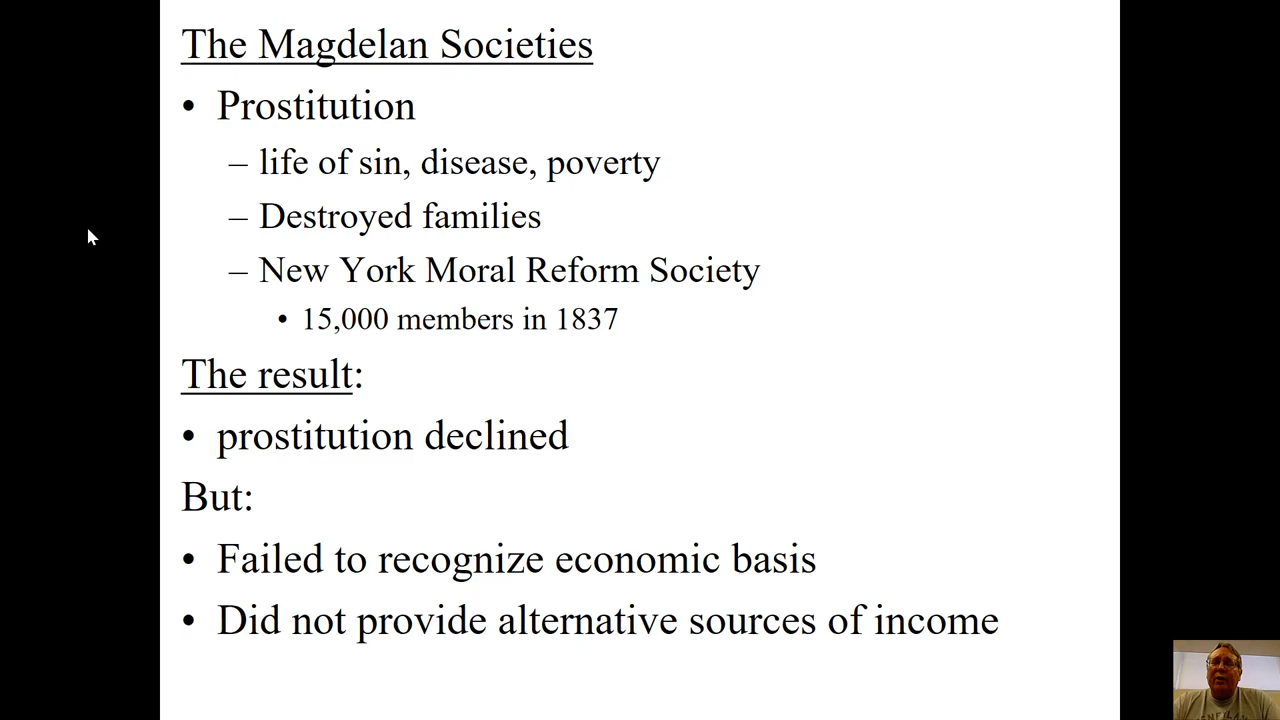 The Magdelan Societies
• Prostitution
– life of sin, disease, poverty
– Destroyed families
– New York Moral Reform Society
• 15,000 members in 1837
The result:
• prostitution declined
But:
• Failed to recognize economic basis
• Did not provide alternative sources of income